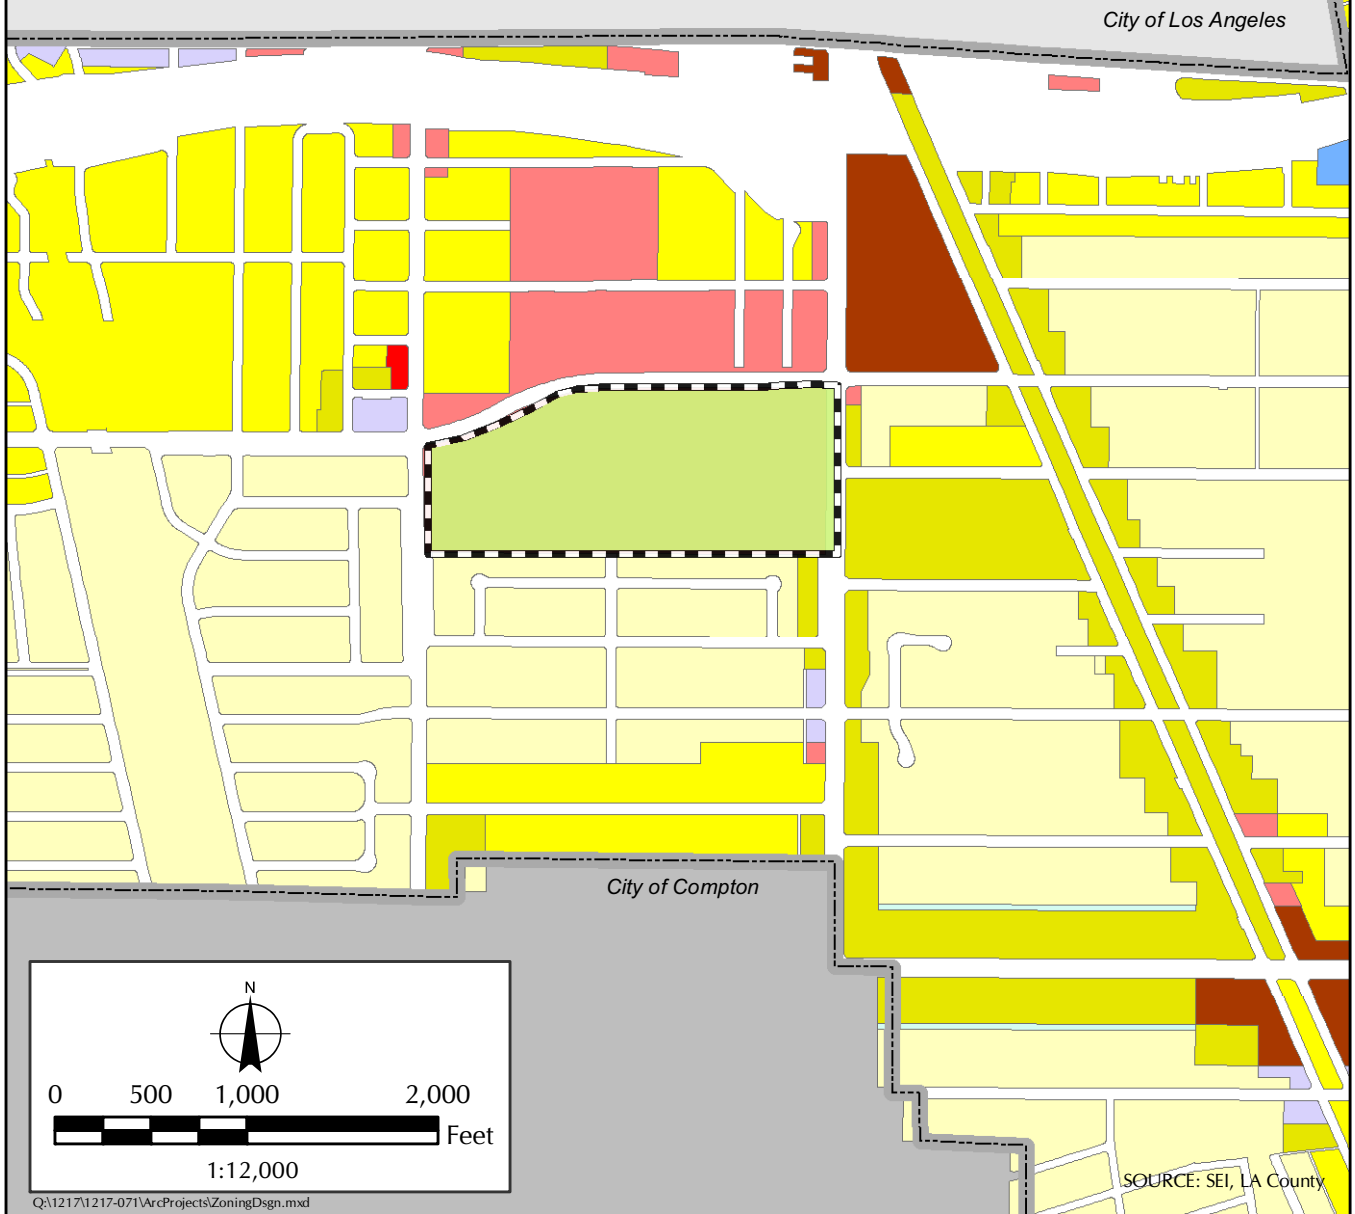 City of Los Angeles
City of Compton
N
0 500 1,000 2,000
Feet
1:12,000
SOURCE: SEI, LA County
Q:\1217\1217-071\ArcProjects\ZoningDsgn.mxd